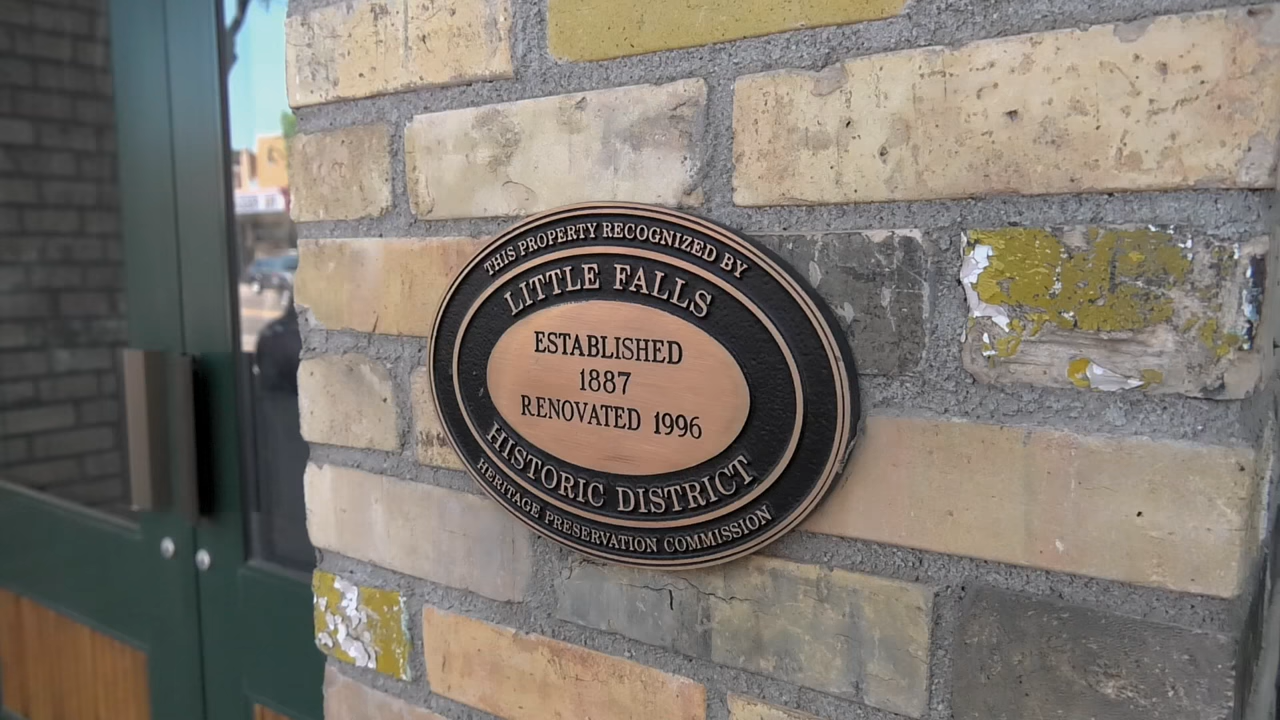 THIS PROPERTY RECOGNIZED BY
LITTLE FALLS
ESTABLISHED
1887
RENOVATED 1996
HISTORIC DISTRICT
HERITAGE PRESERVATION COMMISSION